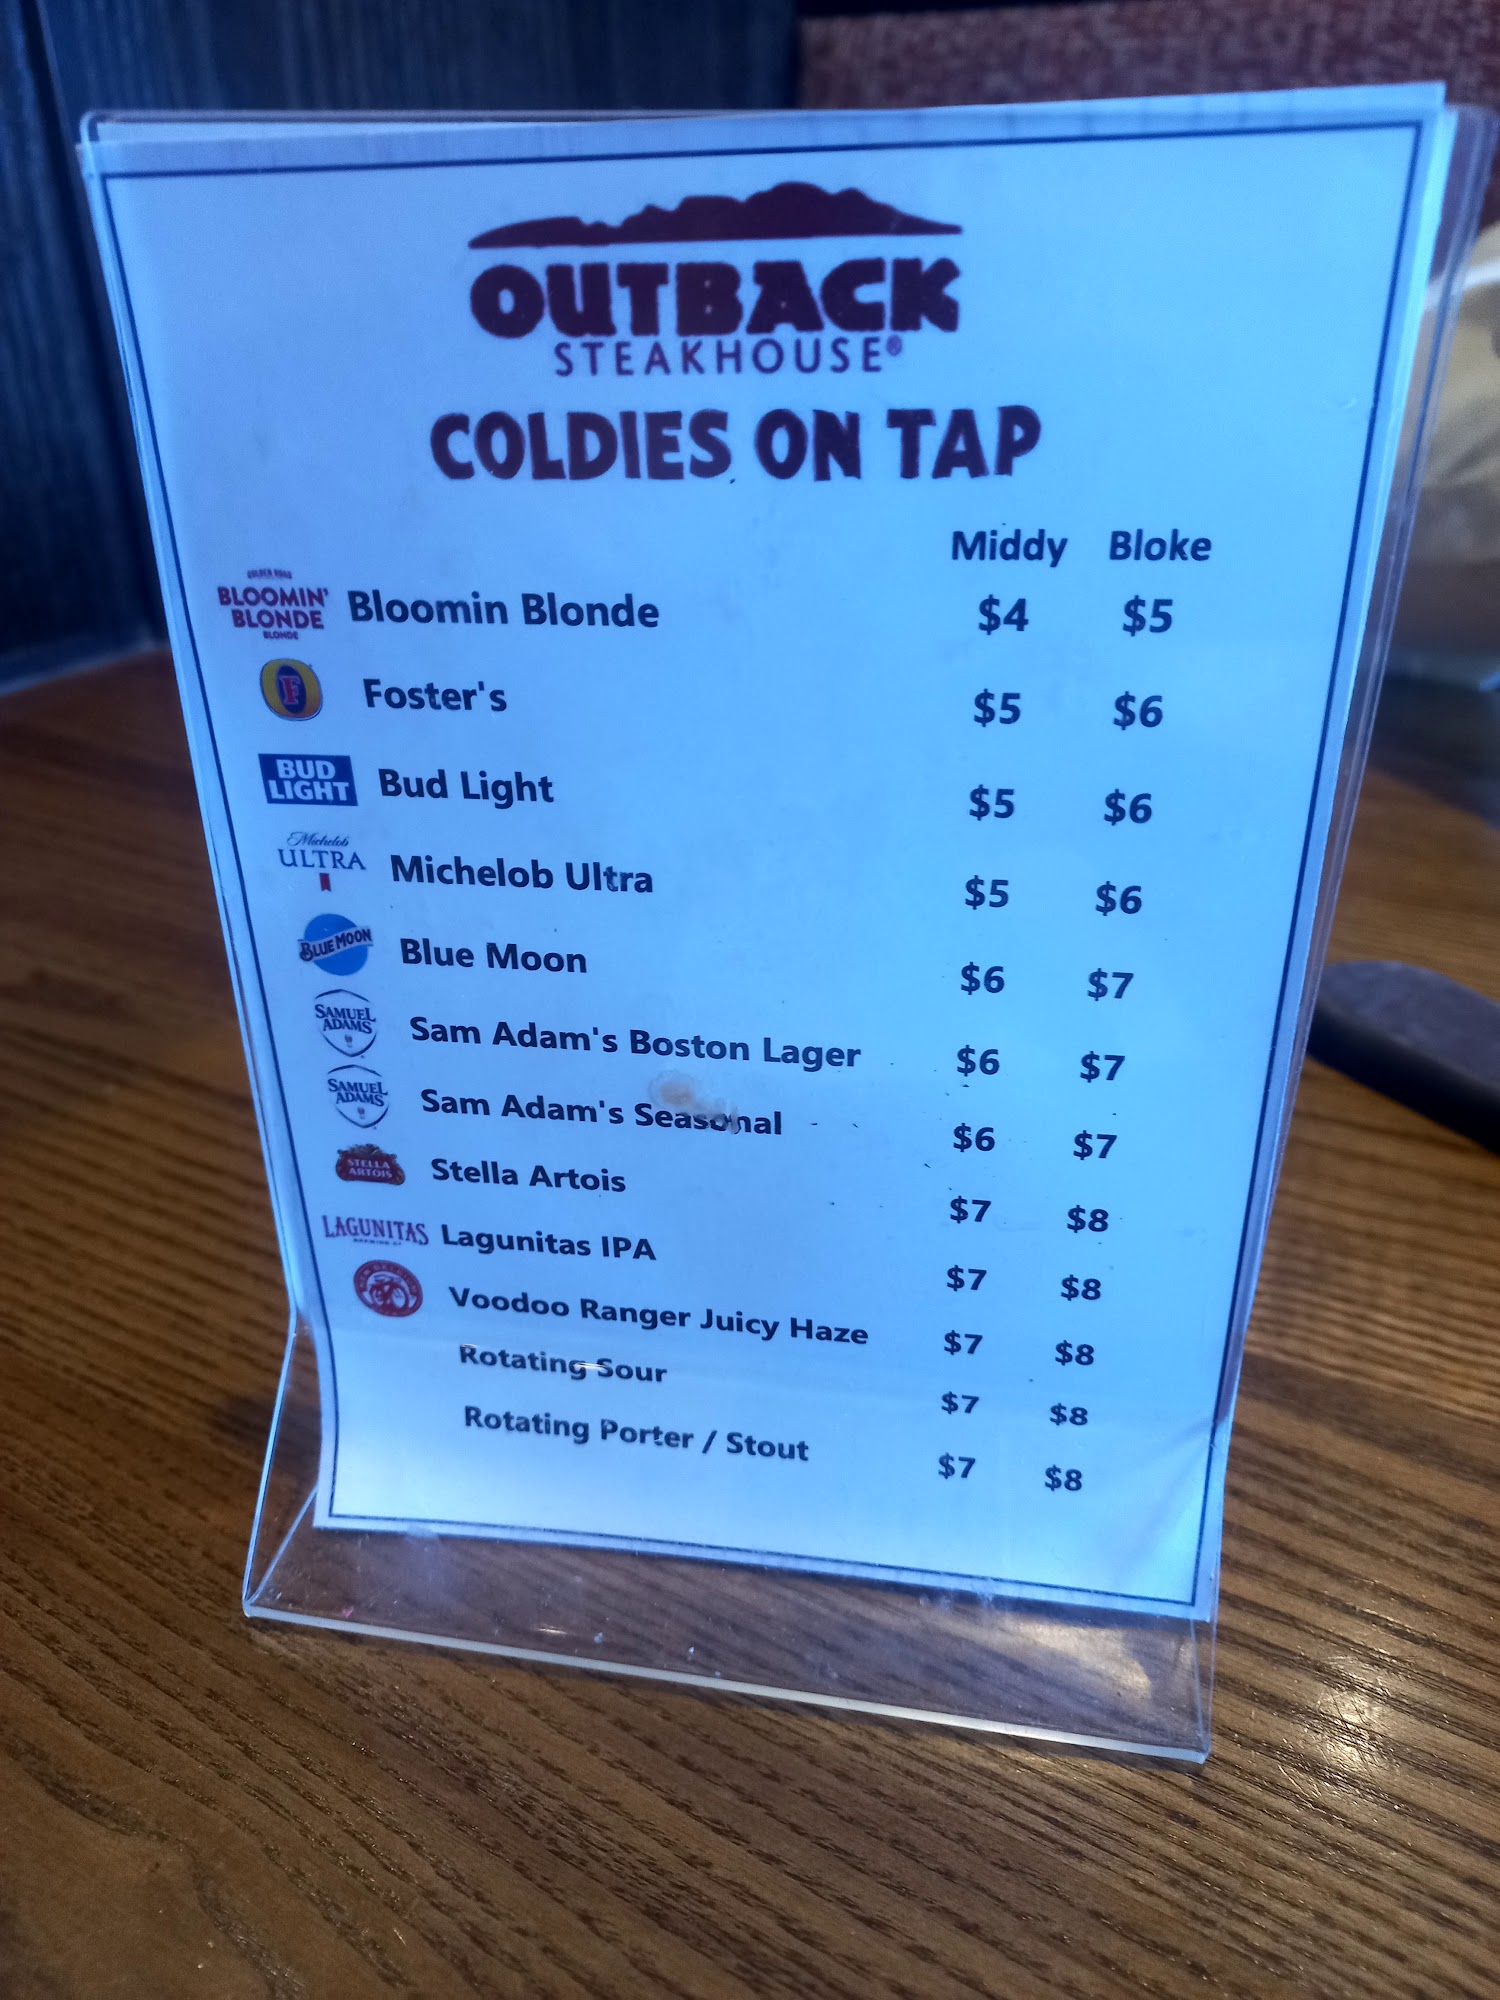 OUTBACK
STEAKHOUSE®
COLDIES ON TAP
Middy Bloke
BLOOMIN'
BLONDE
BLONDE
Bloomin Blonde $4 $5
F
Foster's $5 $6
BUD
LIGHT
Bud Light $5 $6
Michelob
ULTRA
Michelob Ultra $5 $6
BLUE MOON
Blue Moon $6 $7
SAMUEL
ADAMS
Sam Adam's Boston Lager $6 $7
SAMUEL
ADAMS
Sam Adam's Seasonal $6 $7
STELLA
ARTOIS
Stella Artois $7 $8
LAGUNITAS
Lagunitas IPA $7 $8
Voodoo Ranger Juicy Haze $7 $8
Rotating Sour $7 $8
Rotating Porter / Stout $7 $8